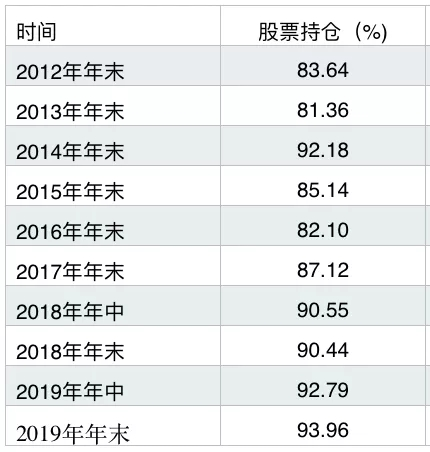 时间 股票持仓（%)
2012年年末 83.64
2013年年末 81.36
2014年年末 92.18
2015年年末 85.14
2016年年末 82.10
2017年年末 87.12
2018年年中 90.55
2018年年末 90.44
2019年年中 92.79
2019年年末 93.96